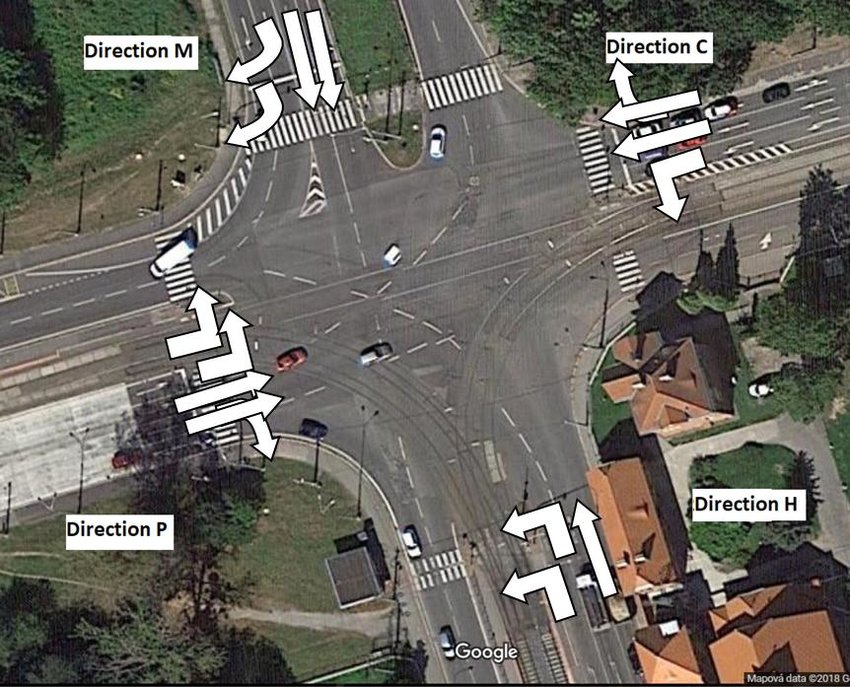 Direction M
Direction C
Direction P
Direction H
Google
Mapová data ©2018 G